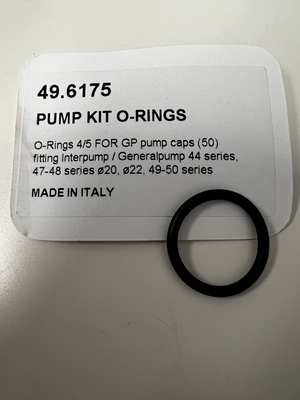 49.6175
PUMP KIT O-RINGS
O-Rings 4/5 FOR GP pump caps (50)
fitting Interpump / Generalpump 44 series,
47-48 series ø20, ø22, 49-50 series
MADE IN ITALY